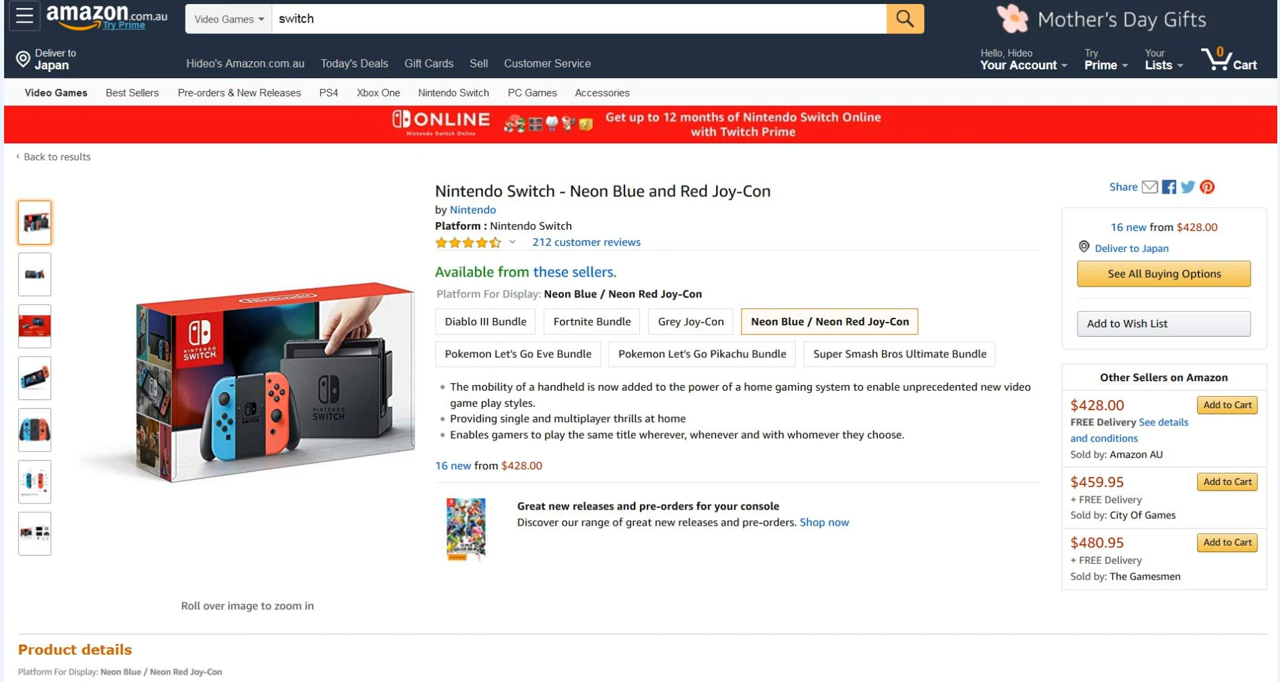 amazon.com.au
Try Prime
Video Games
switch
Mother's Day Gifts
Deliver to
Japan
Hideo's Amazon.com.au
Today's Deals
Gift Cards
Sell
Customer Service
Hello, Hideo
Your Account
Try
Prime
Your
Lists
0
Cart
Video Games
Best Sellers
Pre-orders & New Releases
PS4
Xbox One
Nintendo Switch
PC Games
Accessories
ONLINE
Nintendo Switch Online
Get up to 12 months of Nintendo Switch Online
with Twitch Prime
‹ Back to results
Nintendo Switch - Neon Blue and Red Joy-Con
by Nintendo
Platform : Nintendo Switch
212 customer reviews
Available from these sellers.
Platform For Display: Neon Blue / Neon Red Joy-Con
Diablo III Bundle
Fortnite Bundle
Grey Joy-Con
Neon Blue / Neon Red Joy-Con
Pokemon Let's Go Eve Bundle
Pokemon Let's Go Pikachu Bundle
Super Smash Bros Ultimate Bundle
The mobility of a handheld is now added to the power of a home gaming system to enable unprecedented new video
game play styles.
Providing single and multiplayer thrills at home
Enables gamers to play the same title wherever, whenever and with whomever they choose.
16 new from $428.00
Great new releases and pre-orders for your console
Discover our range of great new releases and pre-orders. Shop now
Nintendo
NINTENDO
SWITCH
NINTENDO
SWITCH
Roll over image to zoom in
Share
16 new from $428.00
Deliver to Japan
See All Buying Options
Add to Wish List
Other Sellers on Amazon
$428.00
Add to Cart
FREE Delivery See details
and conditions
Sold by: Amazon AU
$459.95
Add to Cart
+ FREE Delivery
Sold by: City Of Games
$480.95
Add to Cart
+ FREE Delivery
Sold by: The Gamesmen
Product details
Platform For Display: Neon Blue / Neon Red Joy-Con